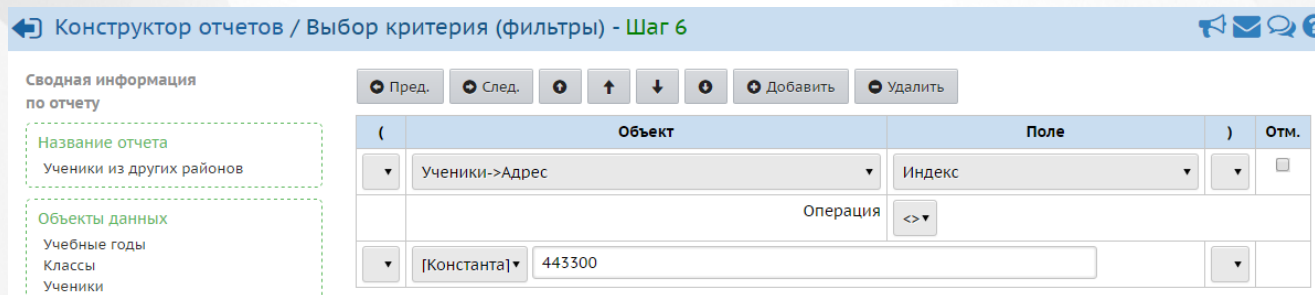 Конструктор отчетов / Выбор критерия (фильтры) - Шаг 6
Сводная информация
по отчету
Название отчета
Ученики из других районов
Объекты данных
Учебные годы
Классы
Ученики
Пред. След. Добавить Удалить
( Объект Поле ) Отм.
Ученики->Адрес Индекс
Операция <>
[Константа] 443300